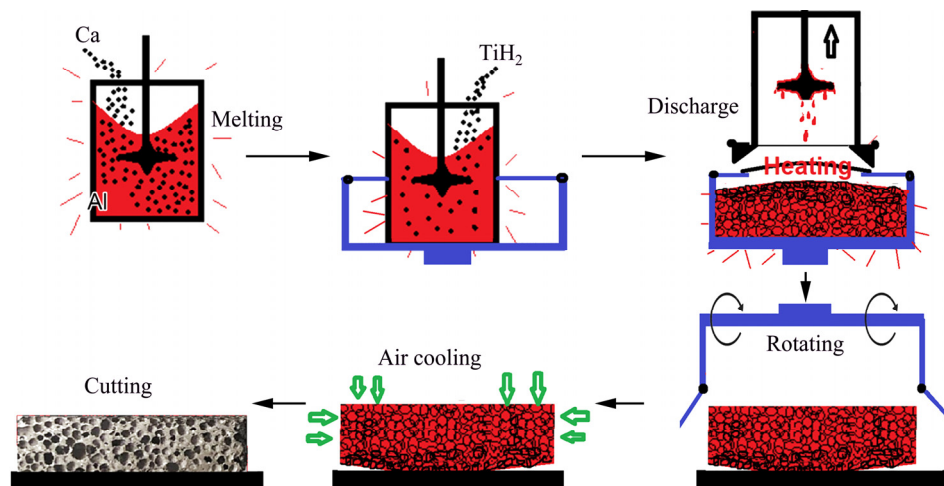 Ca
Melting
Al
TiH₂
Discharge
Heating
Rotating
Air cooling
Cutting